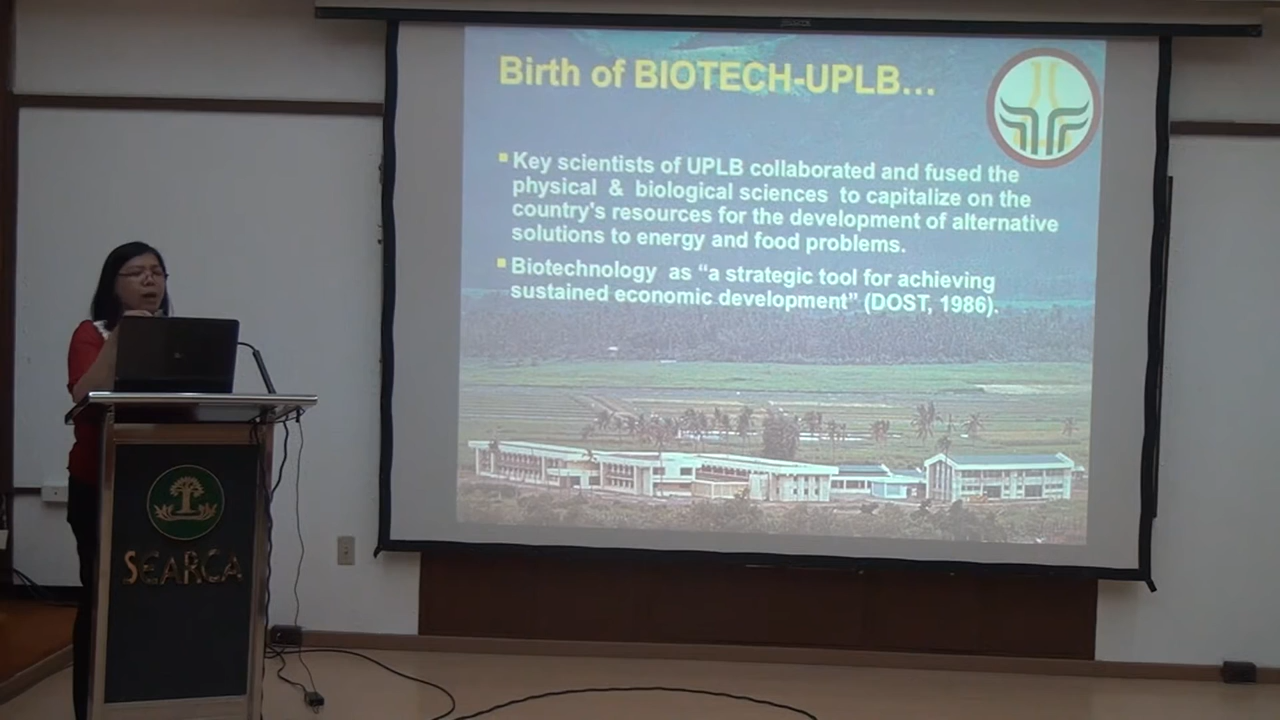 Birth of BIOTECH-UPLB...
Key scientists of UPLB collaborated and fused the
physical & biological sciences to capitalize on the
country's resources for the development of alternative
solutions to energy and food problems.
Biotechnology as “a strategic tool for achieving
sustained economic development” (DOST, 1986).
SEARCA